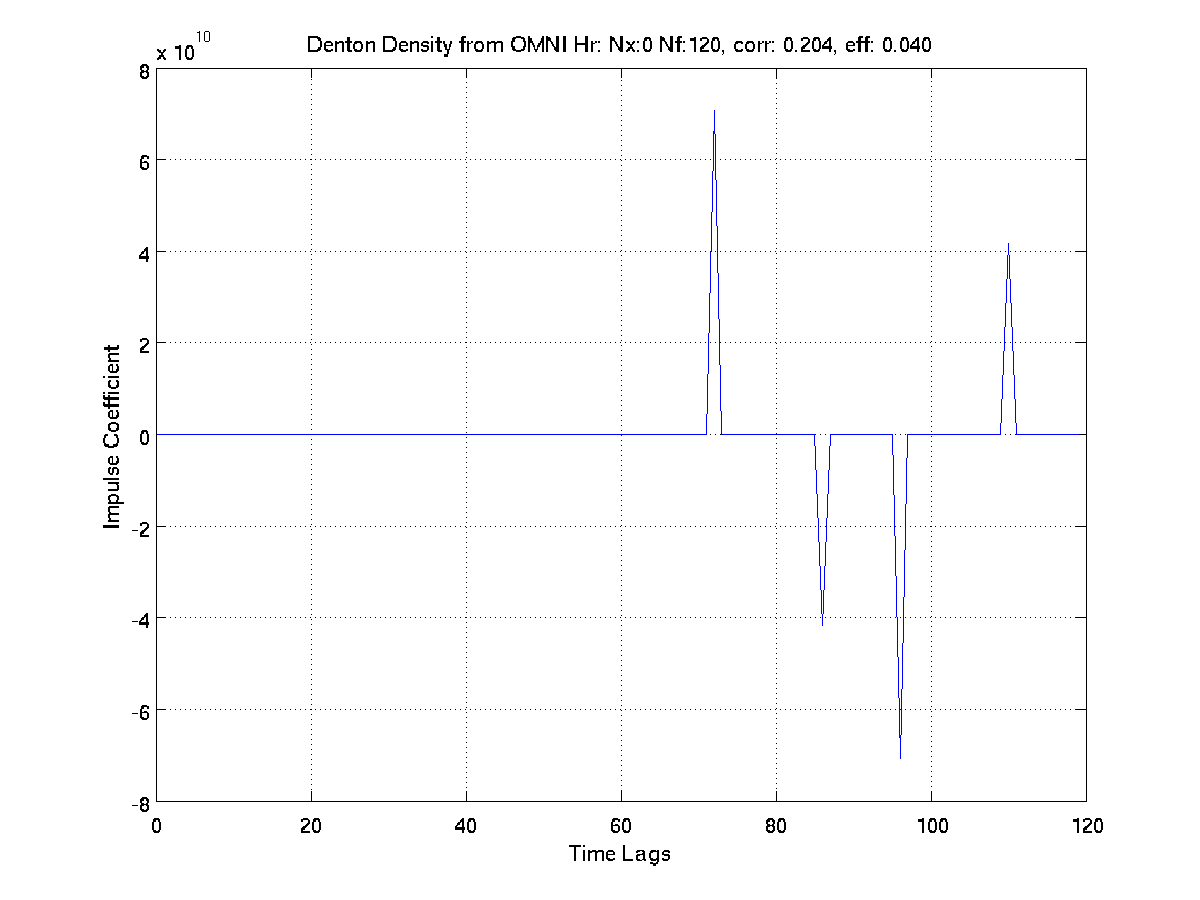 Denton Density from OMNI Hr: Nx:0 Nf:120, corr: 0.204, eff: 0.040
x 10^10
8
6
4
2
0
-2
-4
-6
-8
Impulse Coefficient
0 20 40 60 80 100 120
Time Lags